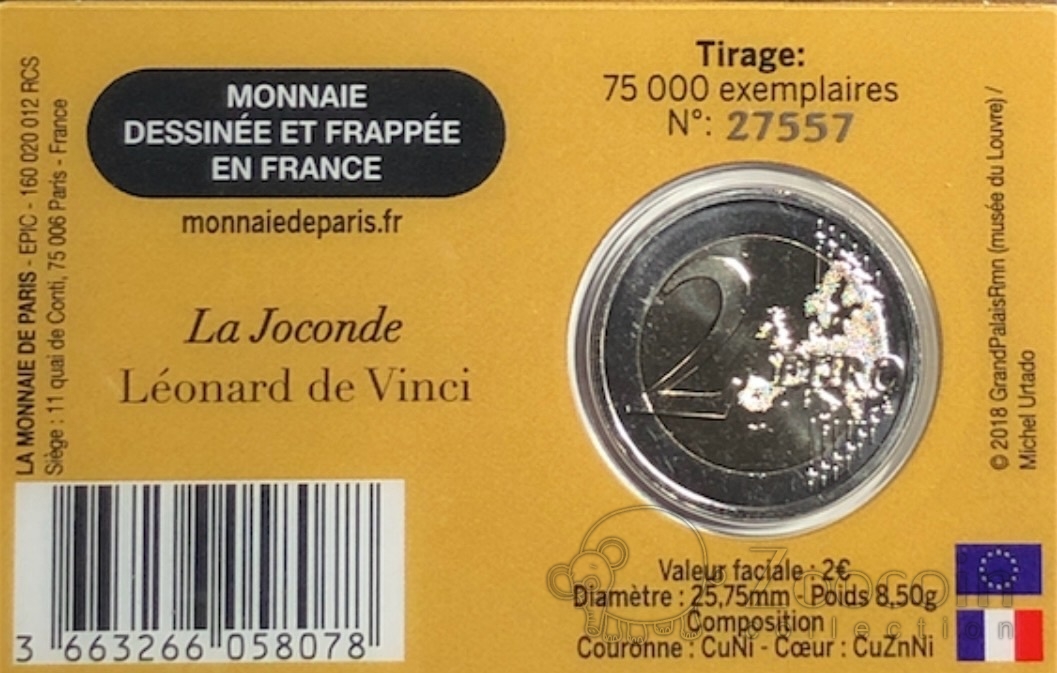 LA MONNAIE DE PARIS - EPIC - 160 020 012 RCS
Siège : 11 quai de Conti, 75 006 Paris - France
MONNAIE
DESSINÉE ET FRAPPÉE
EN FRANCE
monnaiedeparis.fr
La Joconde
Léonard de Vinci
3 663266 058078
Tirage:
75 000 exemplaires
N°: 27557
2 EURO
© 2018 GrandPalaisRmn (musée du Louvre) /
Michel Urtado
Valeur faciale : 2€
Diamètre : 25,75mm - Poids 8,50g
Composition
Couronne : CuNi - Cœur : CuZnNi
collection